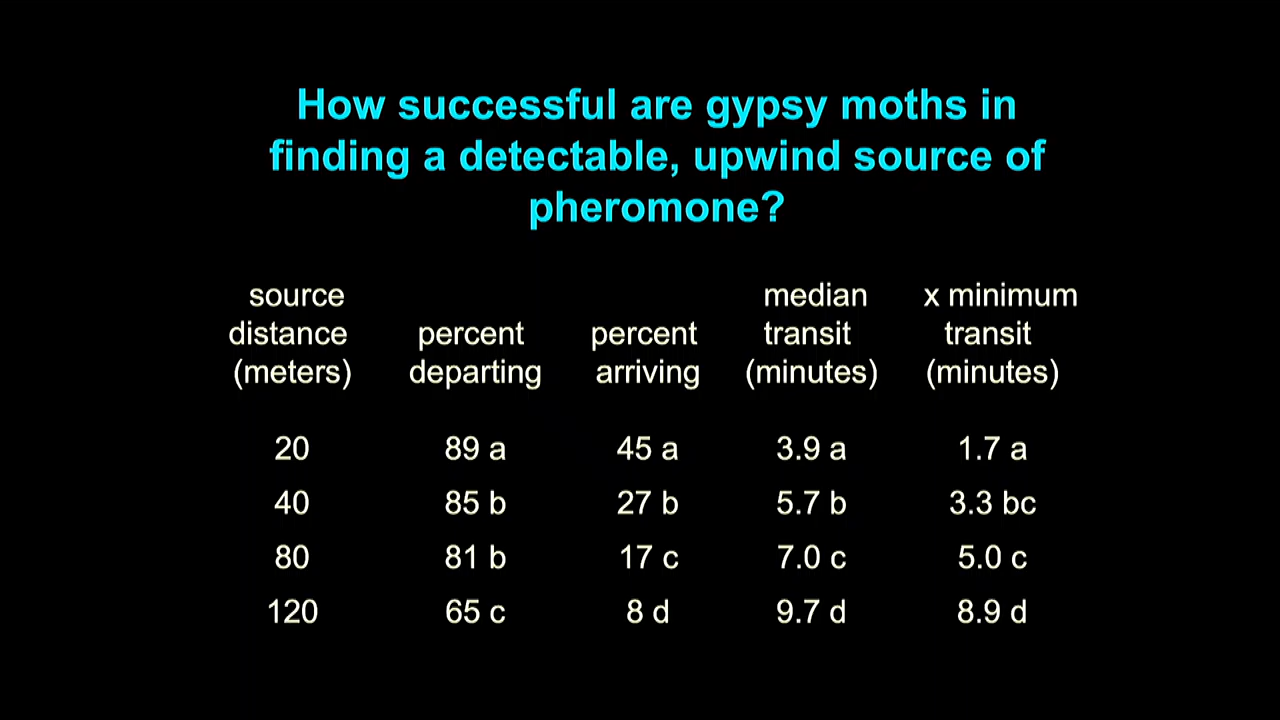 How successful are gypsy moths in
finding a detectable, upwind source of
pheromone?
source median x minimum
distance percent percent transit transit
(meters) departing arriving (minutes) (minutes)
20 89 a 45 a 3.9 a 1.7 a
40 85 b 27 b 5.7 b 3.3 bc
80 81 b 17 c 7.0 c 5.0 c
120 65 c 8 d 9.7 d 8.9 d